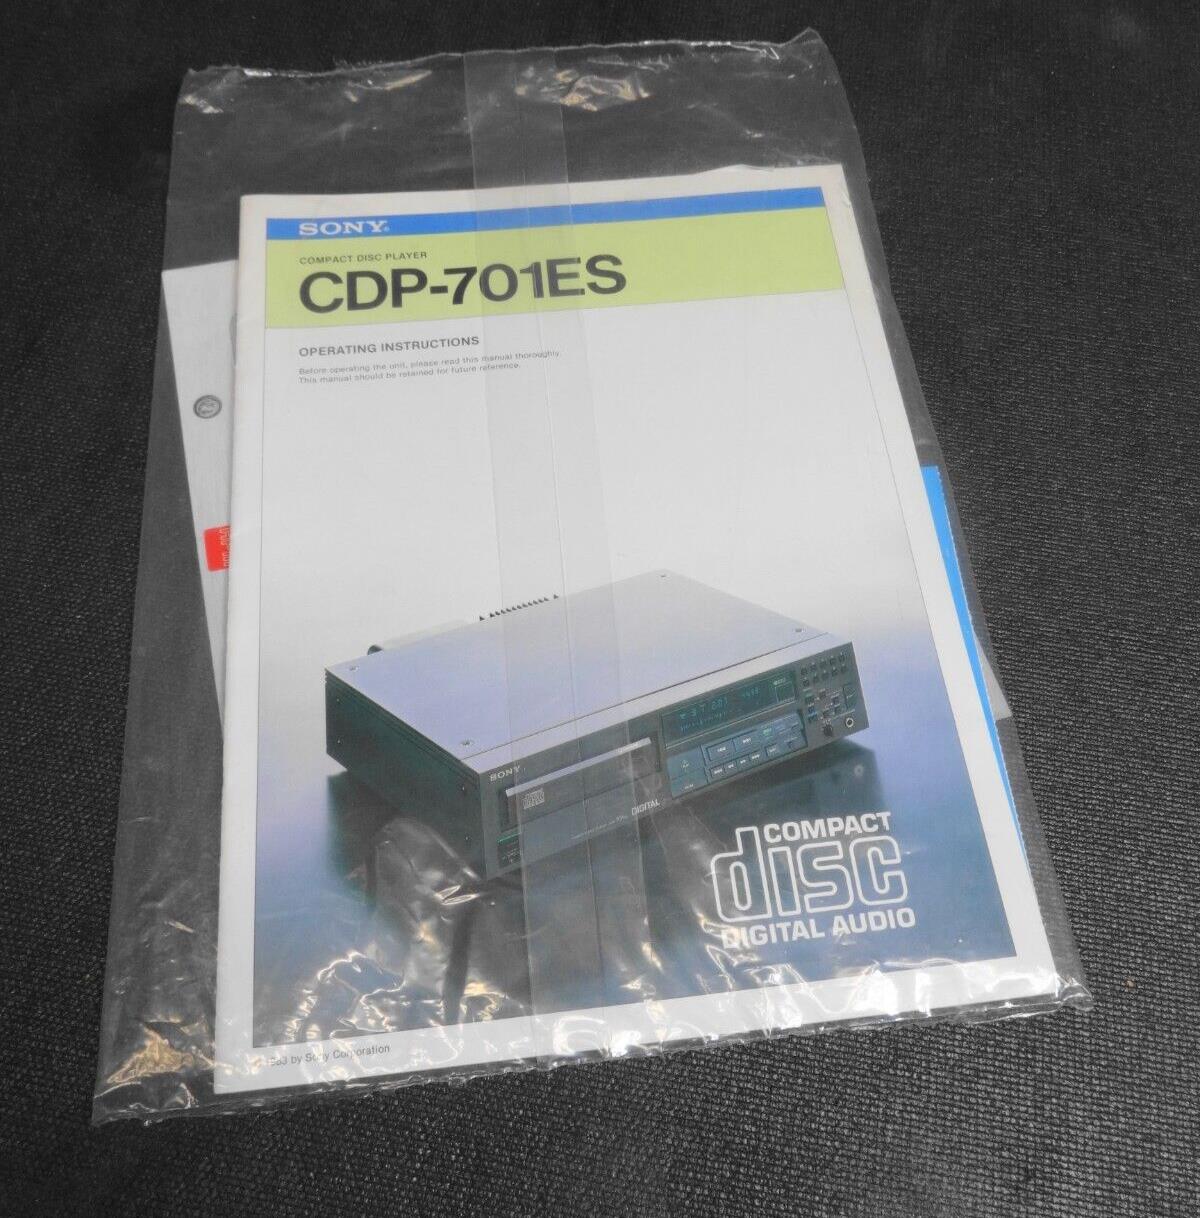 SONY®
COMPACT DISC PLAYER
CDP-701ES
OPERATING INSTRUCTIONS
Before operating the unit, please read this manual thoroughly.
This manual should be retained for future reference.
SONY
DIGITAL
COMPACT
disc
DIGITAL AUDIO
1983 by Sony Corporation